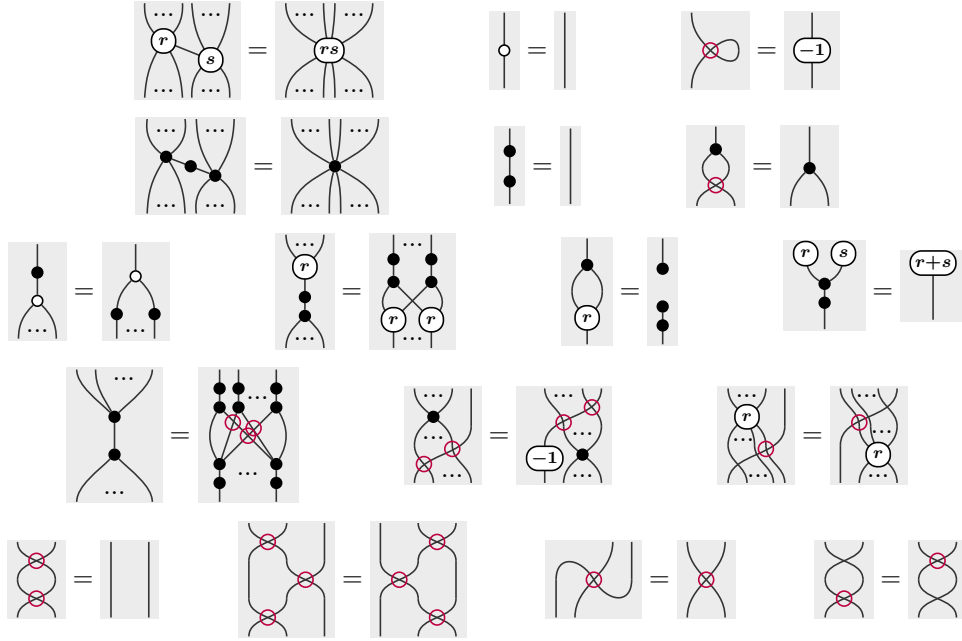 ... ... ... ...
r = rs = = -1
s
... ... ... ...
... ... ... ...
= = =
... ... ... ...
... ... r s r+s
r
= = = =
... ... r r r
... ...
... ... ... ... ... ...
= ... = ... r = ...
... ... -1 ... r
... ... ... ... ... ...
= = = =